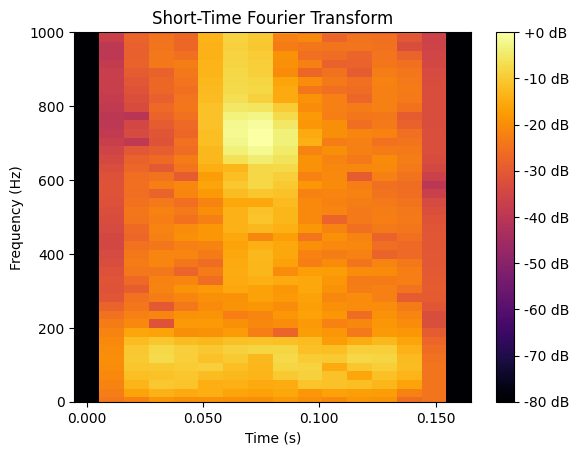 Short-Time Fourier Transform
1000
800
600
400
200
0
Frequency (Hz)
0.000
0.050
0.100
0.150
Time (s)
+0 dB
-10 dB
-20 dB
-30 dB
-40 dB
-50 dB
-60 dB
-70 dB
-80 dB